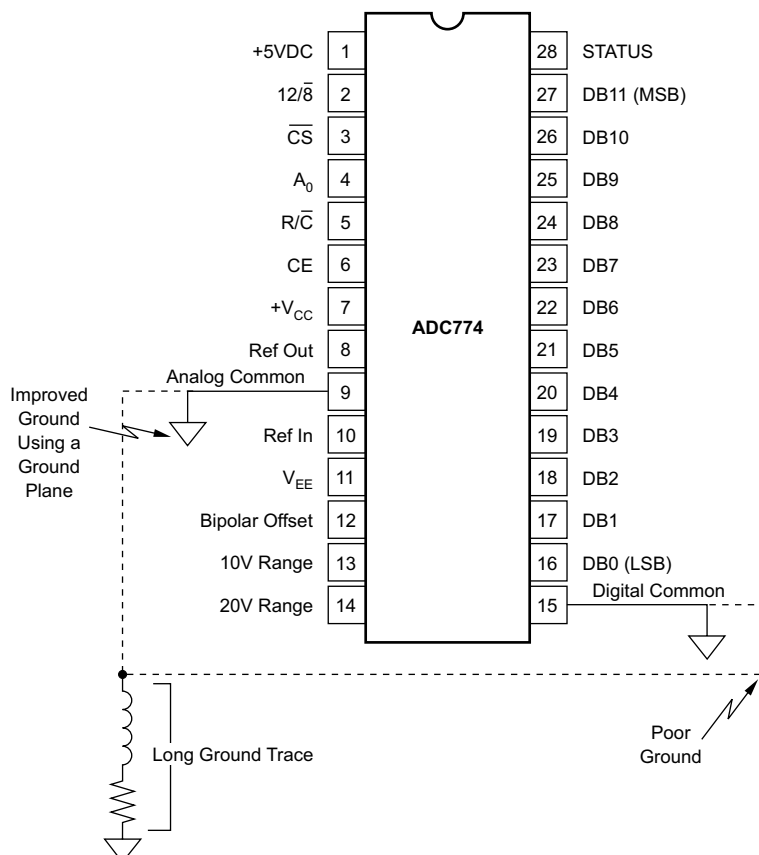 +5VDC 1 28 STATUS
12/8̅ 2 27 DB11 (MSB)
C̅S̅ 3 26 DB10
A₀ 4 25 DB9
R/C̅ 5 24 DB8
CE 6 23 DB7
+V_CC 7 22 DB6
ADC774
Ref Out 8 21 DB5
Analog Common 9 20 DB4
Improved
Ground
Using a
Ground
Plane
Ref In 10 19 DB3
V_EE 11 18 DB2
Bipolar Offset 12 17 DB1
10V Range 13 16 DB0 (LSB)
20V Range 14 15 Digital Common
Long Ground Trace
Poor
Ground